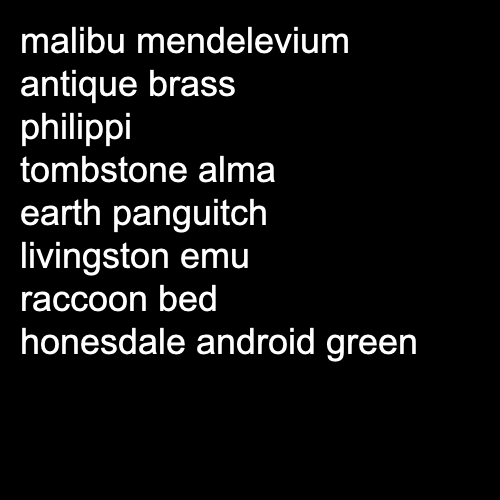 malibu mendelevium
antique brass
philippi
tombstone alma
earth panguitch
livingston emu
raccoon bed
honesdale android green